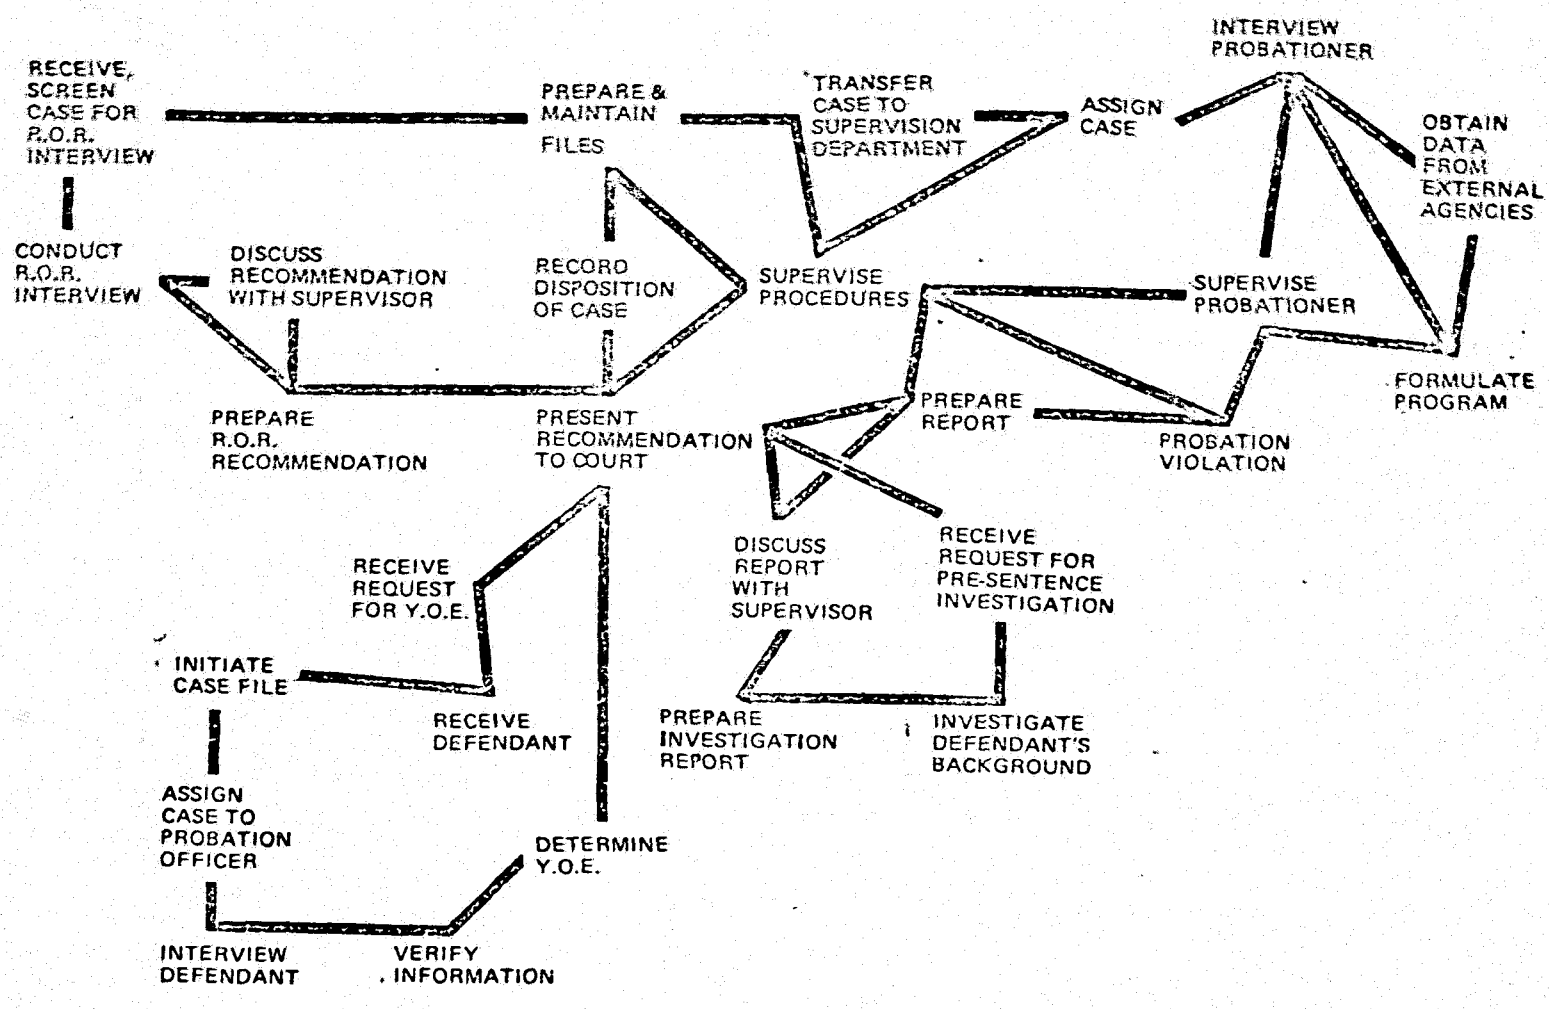 RECEIVE,
SCREEN
CASE FOR
R.O.R.
INTERVIEW
PREPARE &
MAINTAIN
FILES
TRANSFER
CASE TO
SUPERVISION
DEPARTMENT
ASSIGN
CASE
INTERVIEW
PROBATIONER
OBTAIN
DATA
FROM
EXTERNAL
AGENCIES
CONDUCT
R.O.R.
INTERVIEW
DISCUSS
RECOMMENDATION
WITH SUPERVISOR
RECORD
DISPOSITION
OF CASE
SUPERVISE
PROCEDURES
SUPERVISE
PROBATIONER
FORMULATE
PROGRAM
PREPARE
R.O.R.
RECOMMENDATION
PRESENT
RECOMMENDATION
TO COURT
PREPARE
REPORT
PROBATION
VIOLATION
RECEIVE
REQUEST
FOR Y.O.E.
DISCUSS
REPORT
WITH
SUPERVISOR
RECEIVE
REQUEST FOR
PRE-SENTENCE
INVESTIGATION
INITIATE
CASE FILE
RECEIVE
DEFENDANT
PREPARE
INVESTIGATION
REPORT
INVESTIGATE
DEFENDANT'S
BACKGROUND
ASSIGN
CASE TO
PROBATION
OFFICER
DETERMINE
Y.O.E.
INTERVIEW
DEFENDANT
VERIFY
INFORMATION